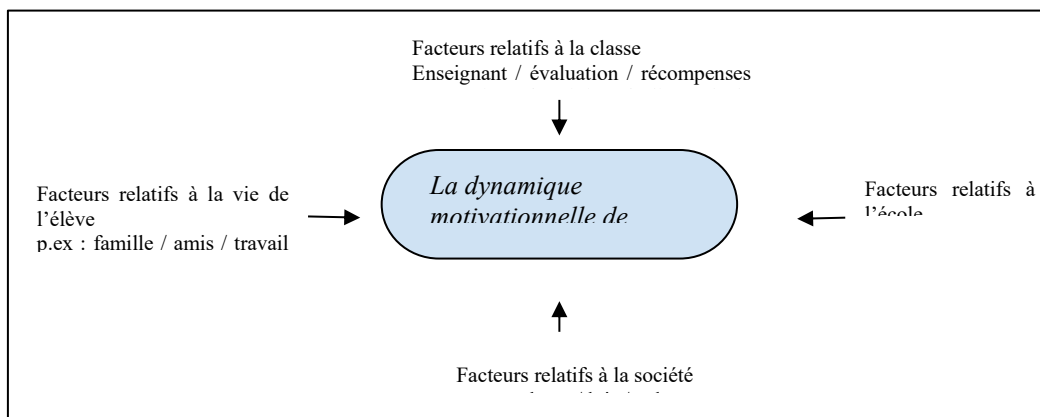 Facteurs relatifs à la classe
Enseignant / évaluation / récompenses
La dynamique
motivationnelle de
Facteurs relatifs à la vie de
l’élève
p.ex : famille / amis / travail
Facteurs relatifs à
l’école
Facteurs relatifs à la société